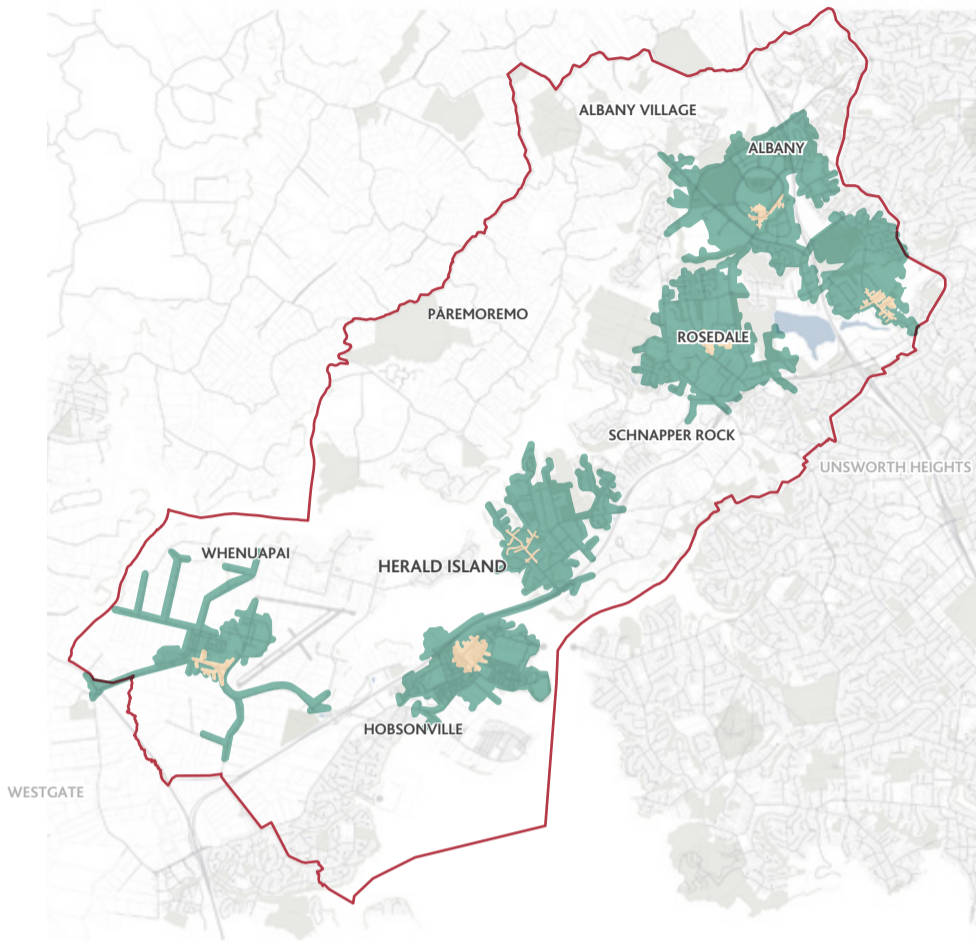 ALBANY VILLAGE
ALBANY
PĀREMOREMO
ROSEDALE
SCHNAPPER ROCK
UNSWORTH HEIGHTS
WHENUAPAI
HERALD ISLAND
HOBSONVILLE
WESTGATE